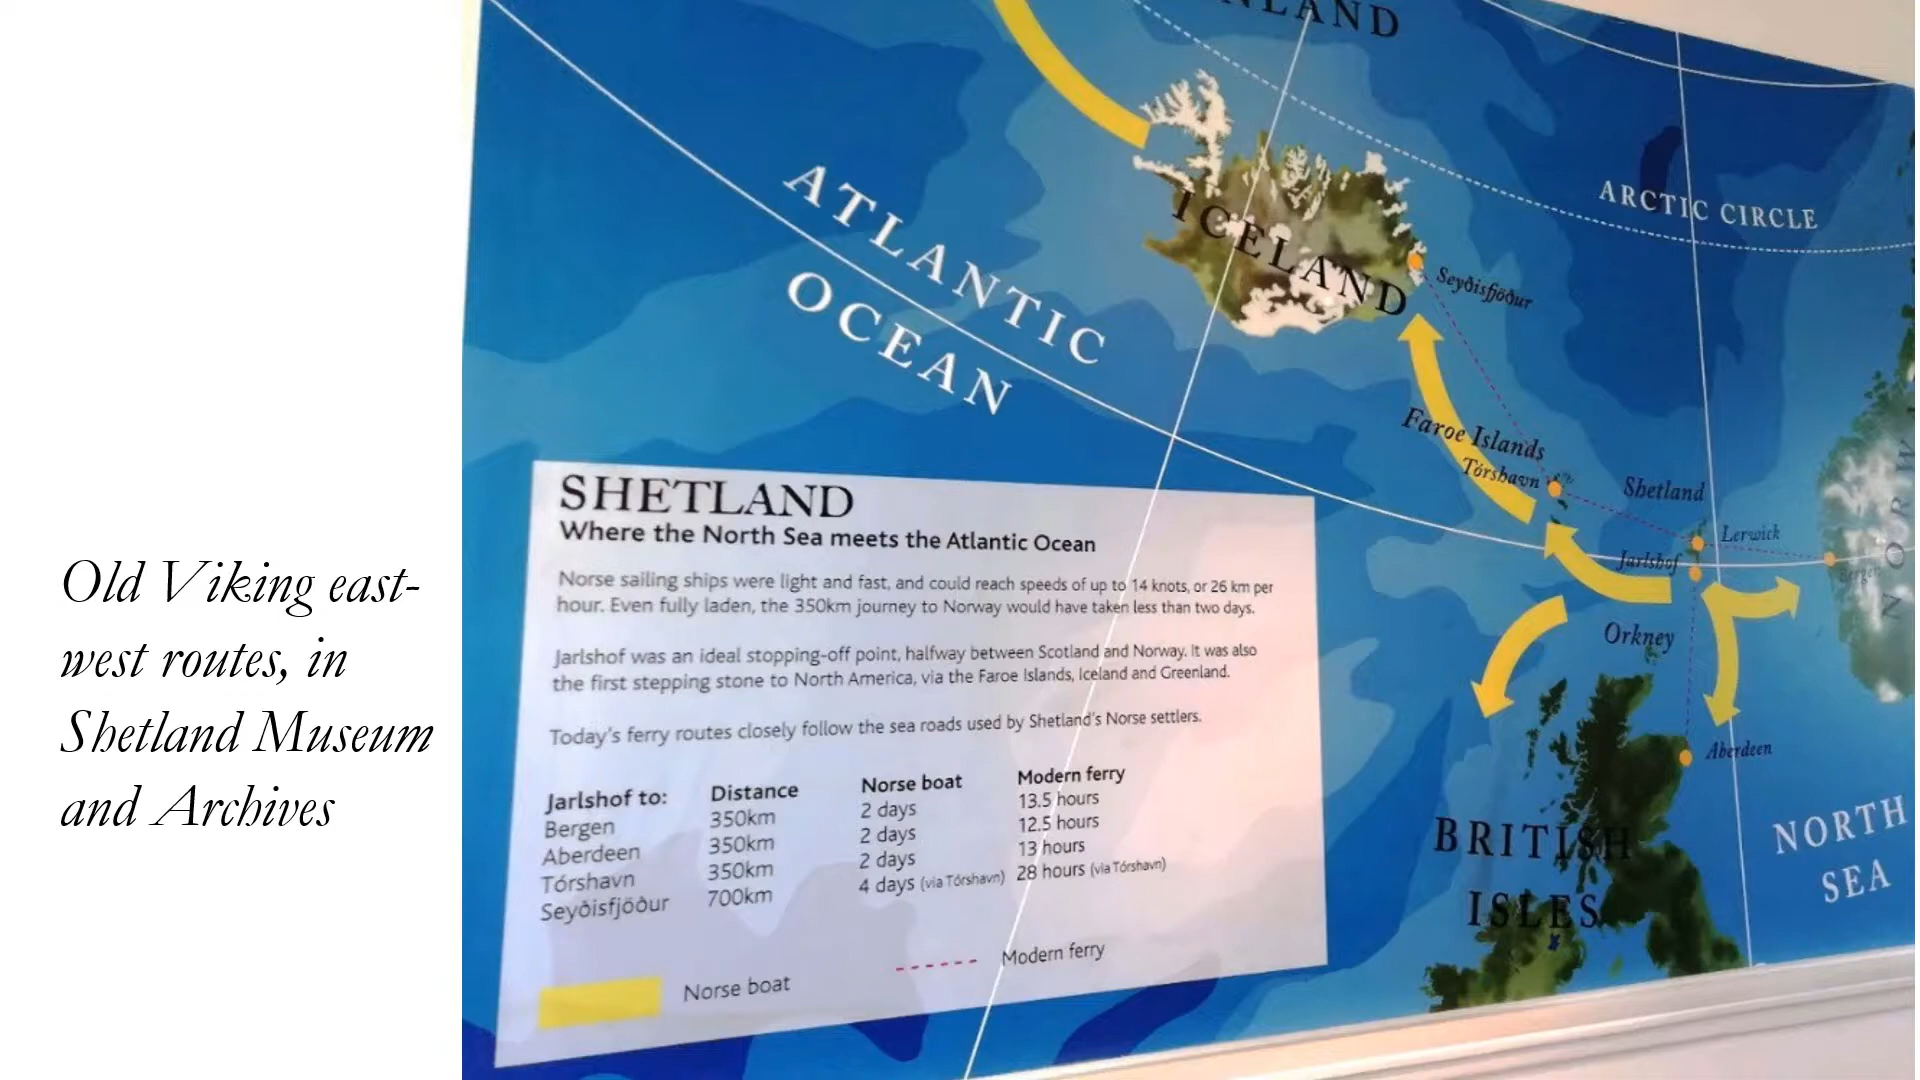 Old Viking east-
west routes, in
Shetland Museum
and Archives
ATLANTIC
OCEAN
ICELAND
ARCTIC CIRCLE
Seyðisfjöður
Faroe Islands
Tórshavn
Shetland
Lerwick
Jarlshof
Bergen
NORW
Orkney
Aberdeen
BRITISH
ISLES
NORTH
SEA
SHETLAND
Where the North Sea meets the Atlantic Ocean
Norse sailing ships were light and fast, and could reach speeds of up to 14 knots, or 26 km per
hour. Even fully laden, the 350km journey to Norway would have taken less than two days.
Jarlshof was an ideal stopping-off point, halfway between Scotland and Norway. It was also
the first stepping stone to North America, via the Faroe Islands, Iceland and Greenland.
Today's ferry routes closely follow the sea roads used by Shetland's Norse settlers.
Jarlshof to: Distance Norse boat Modern ferry
Bergen 350km 2 days 13.5 hours
Aberdeen 350km 2 days 12.5 hours
Tórshavn 350km 2 days 13 hours
Seyðisfjöður 700km 4 days (via Tórshavn) 28 hours (via Tórshavn)
Norse boat
Modern ferry